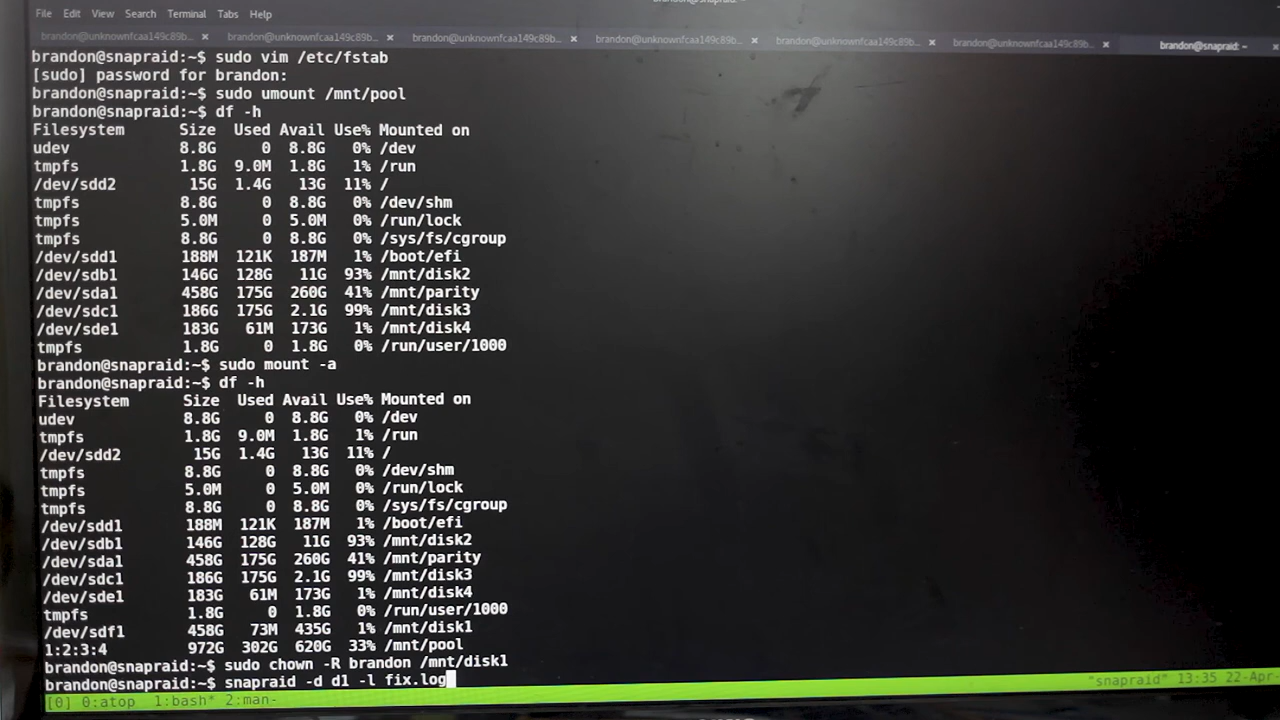 File Edit View Search Terminal Tabs Help
brandon@unknownfcaa149c89b... × brandon@unknownfcaa149c89b... × brandon@unknownfcaa149c89b... × brandon@unknownfcaa149c89b... × brandon@unknownfcaa149c89b... × brandon@unknownfcaa149c89b... × brandon@snapraid: ~ ×
brandon@snapraid:~$ sudo vim /etc/fstab
[sudo] password for brandon:
brandon@snapraid:~$ sudo umount /mnt/pool
brandon@snapraid:~$ df -h
Filesystem Size Used Avail Use% Mounted on
udev 8.8G 0 8.8G 0% /dev
tmpfs 1.8G 9.0M 1.8G 1% /run
/dev/sdd2 15G 1.4G 13G 11% /
tmpfs 8.8G 0 8.8G 0% /dev/shm
tmpfs 5.0M 0 5.0M 0% /run/lock
tmpfs 8.8G 0 8.8G 0% /sys/fs/cgroup
/dev/sdd1 188M 121K 187M 1% /boot/efi
/dev/sdb1 146G 128G 11G 93% /mnt/disk2
/dev/sda1 458G 175G 260G 41% /mnt/parity
/dev/sdc1 186G 175G 2.1G 99% /mnt/disk3
/dev/sde1 183G 61M 173G 1% /mnt/disk4
tmpfs 1.8G 0 1.8G 0% /run/user/1000
brandon@snapraid:~$ sudo mount -a
brandon@snapraid:~$ df -h
Filesystem Size Used Avail Use% Mounted on
udev 8.8G 0 8.8G 0% /dev
tmpfs 1.8G 9.0M 1.8G 1% /run
/dev/sdd2 15G 1.4G 13G 11% /
tmpfs 8.8G 0 8.8G 0% /dev/shm
tmpfs 5.0M 0 5.0M 0% /run/lock
tmpfs 8.8G 0 8.8G 0% /sys/fs/cgroup
/dev/sdd1 188M 121K 187M 1% /boot/efi
/dev/sdb1 146G 128G 11G 93% /mnt/disk2
/dev/sda1 458G 175G 260G 41% /mnt/parity
/dev/sdc1 186G 175G 2.1G 99% /mnt/disk3
/dev/sde1 183G 61M 173G 1% /mnt/disk4
tmpfs 1.8G 0 1.8G 0% /run/user/1000
/dev/sdf1 458G 73M 435G 1% /mnt/disk1
1:2:3:4 972G 302G 620G 33% /mnt/pool
brandon@snapraid:~$ sudo chown -R brandon /mnt/disk1
brandon@snapraid:~$ snapraid -d d1 -l fix.log
[0] 0:atop 1:bash* 2:man- "snapraid" 13:35 22-Apr-